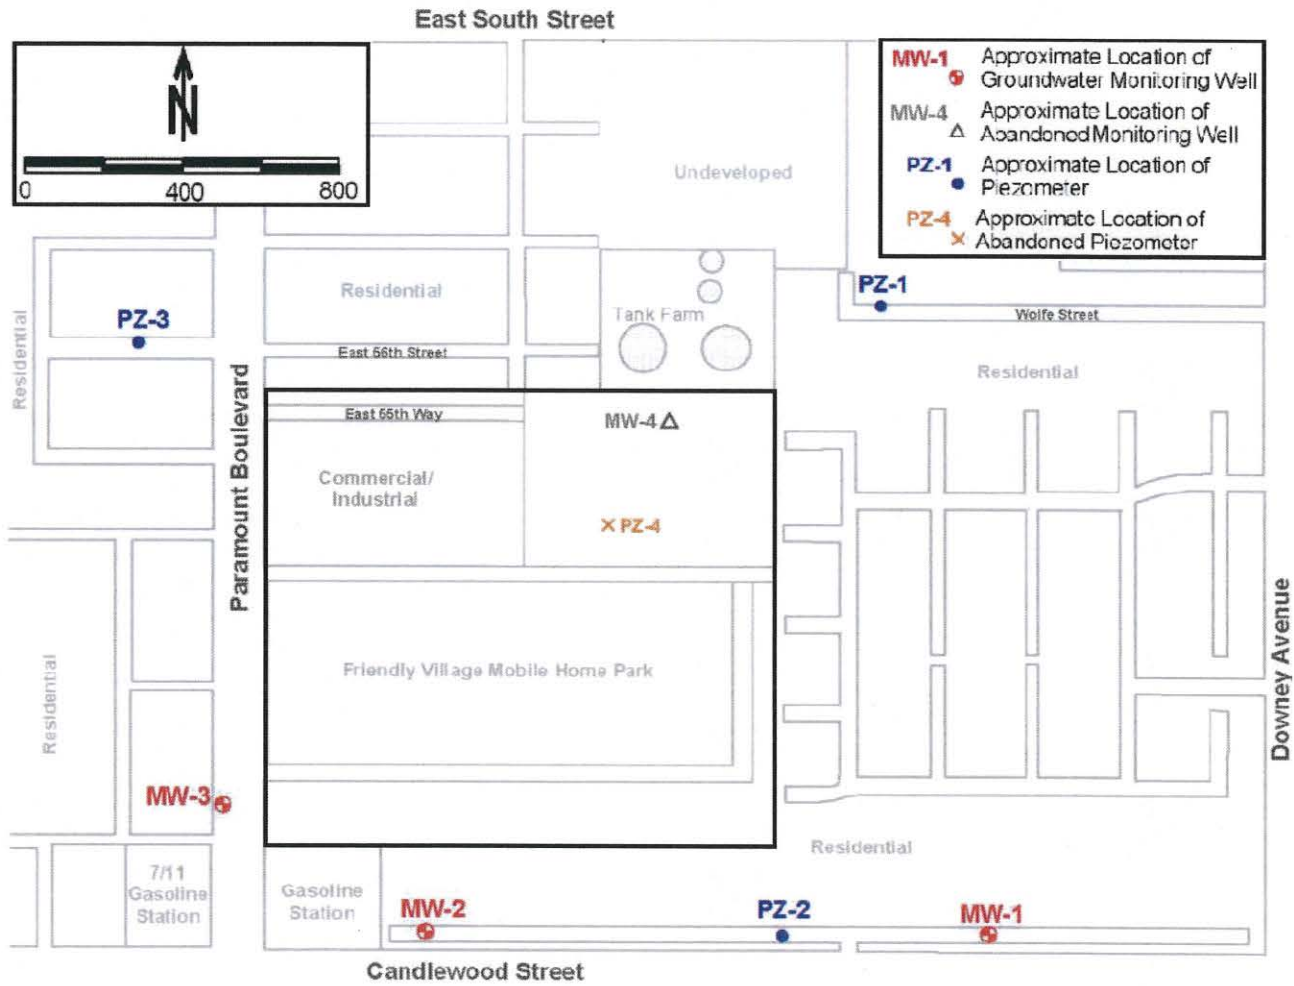 East South Street
N
0 400 800
MW-1 Approximate Location of
Groundwater Monitoring Well
MW-4 Approximate Location of
Abandoned Monitoring Well
PZ-1 Approximate Location of
Piezometer
PZ-4 Approximate Location of
Abandoned Piezometer
Undeveloped
Residential
PZ-1
Wolfe Street
Tank Farm
PZ-3
Residential
East 56th Street
Residential
Paramount Boulevard
East 55th Way
MW-4
Commercial/
Industrial
PZ-4
Friendly Village Mobile Home Park
Downey Avenue
Residential
MW-3
Residential
7/11
Gasoline
Station
Gasoline
Station
MW-2
PZ-2
MW-1
Candlewood Street